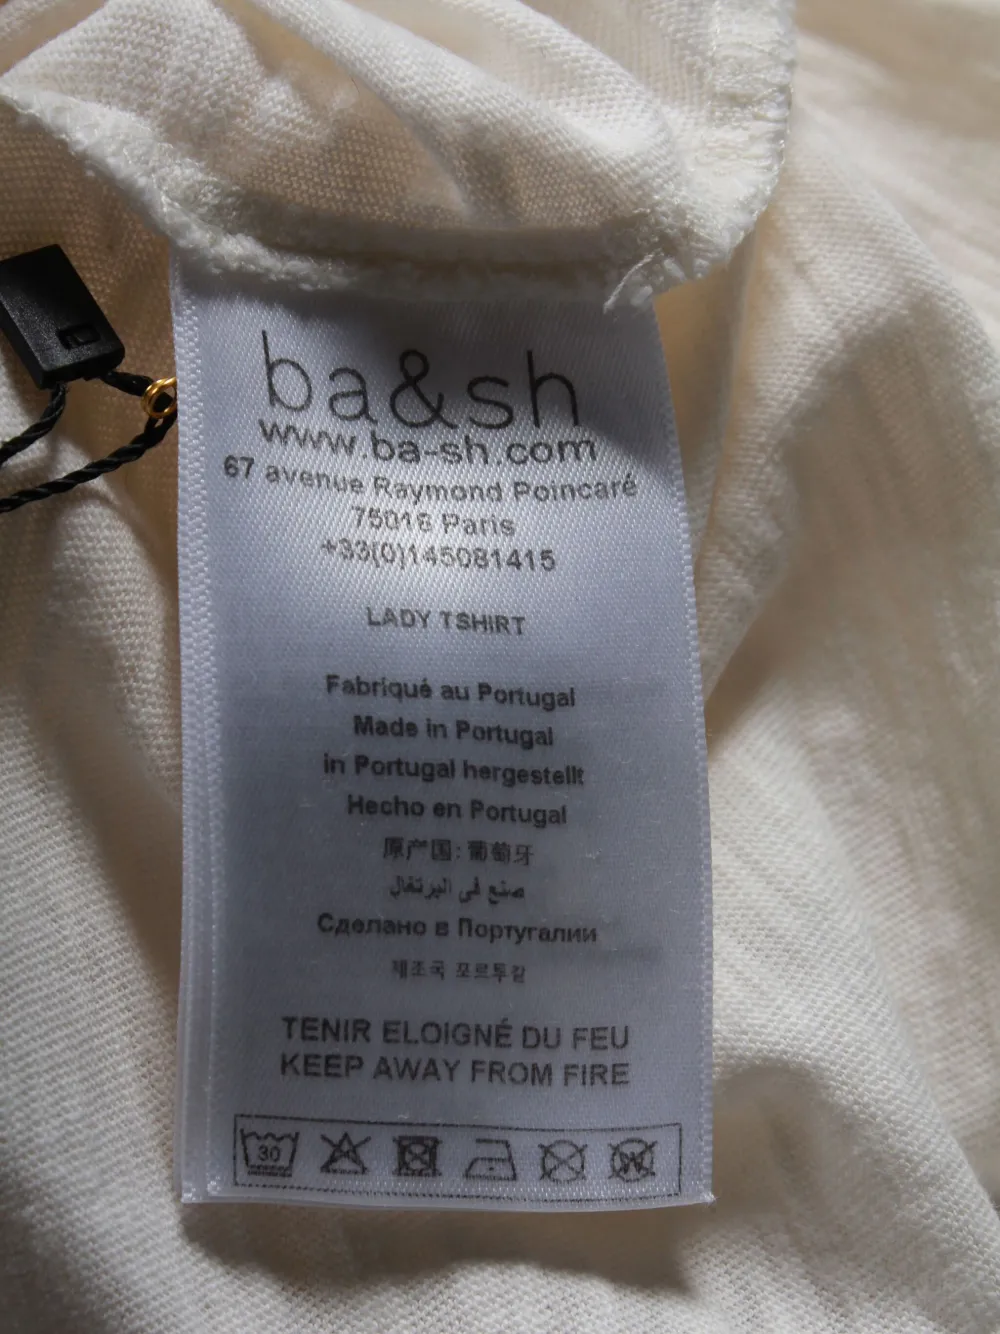 ba&sh
www.ba-sh.com
67 avenue Raymond Poincaré
75016 Paris
+33(0)145081415
LADY TSHIRT
Fabriqué au Portugal
Made in Portugal
in Portugal hergestellt
Hecho en Portugal
原产国:葡萄牙
صنع في البرتغال
Сделано в Португалии
제조국 포르투갈
TENIR ELOIGNÉ DU FEU
KEEP AWAY FROM FIRE
30 W